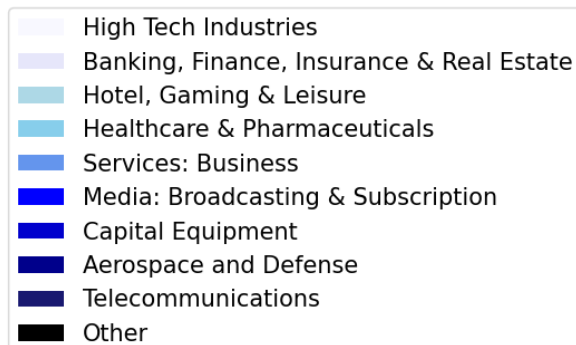 High Tech Industries
Banking, Finance, Insurance & Real Estate
Hotel, Gaming & Leisure
Healthcare & Pharmaceuticals
Services: Business
Media: Broadcasting & Subscription
Capital Equipment
Aerospace and Defense
Telecommunications
Other